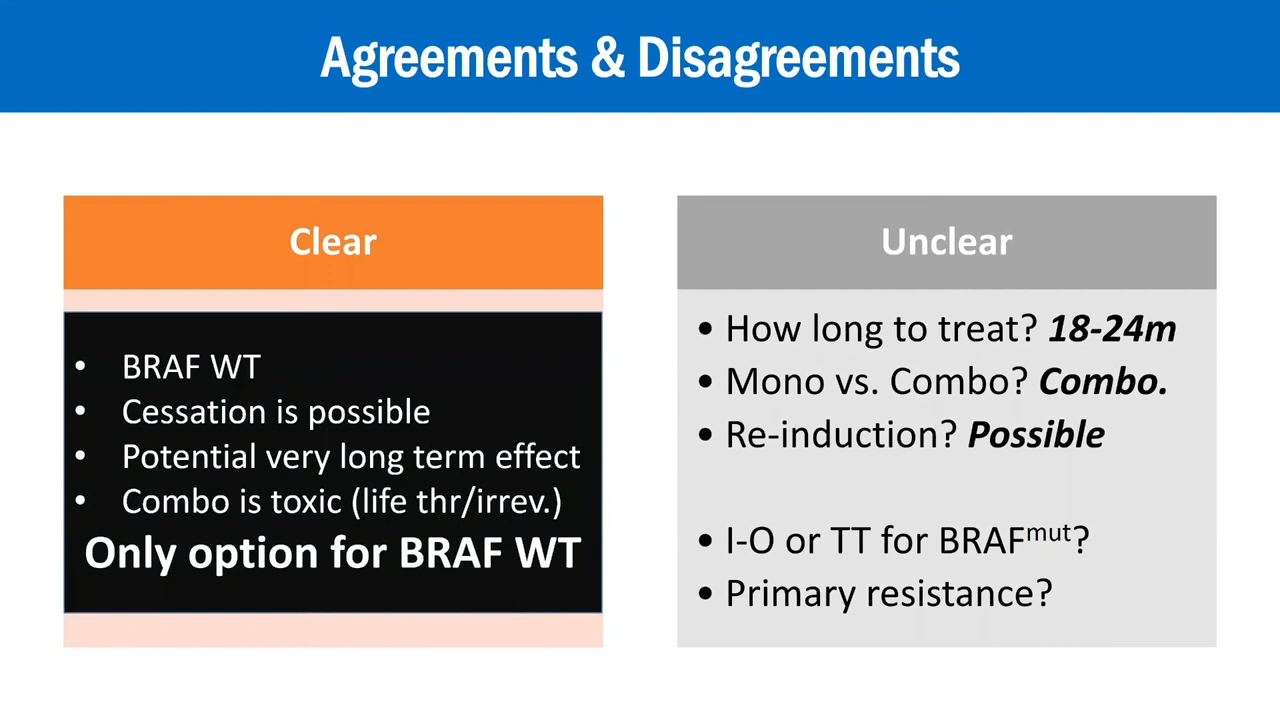 Agreements & Disagreements
Clear
• BRAF WT
• Cessation is possible
• Potential very long term effect
• Combo is toxic (life thr/irrev.)
Only option for BRAF WT
Unclear
• How long to treat? 18-24m
• Mono vs. Combo? Combo.
• Re-induction? Possible
• I-O or TT for BRAFmut?
• Primary resistance?